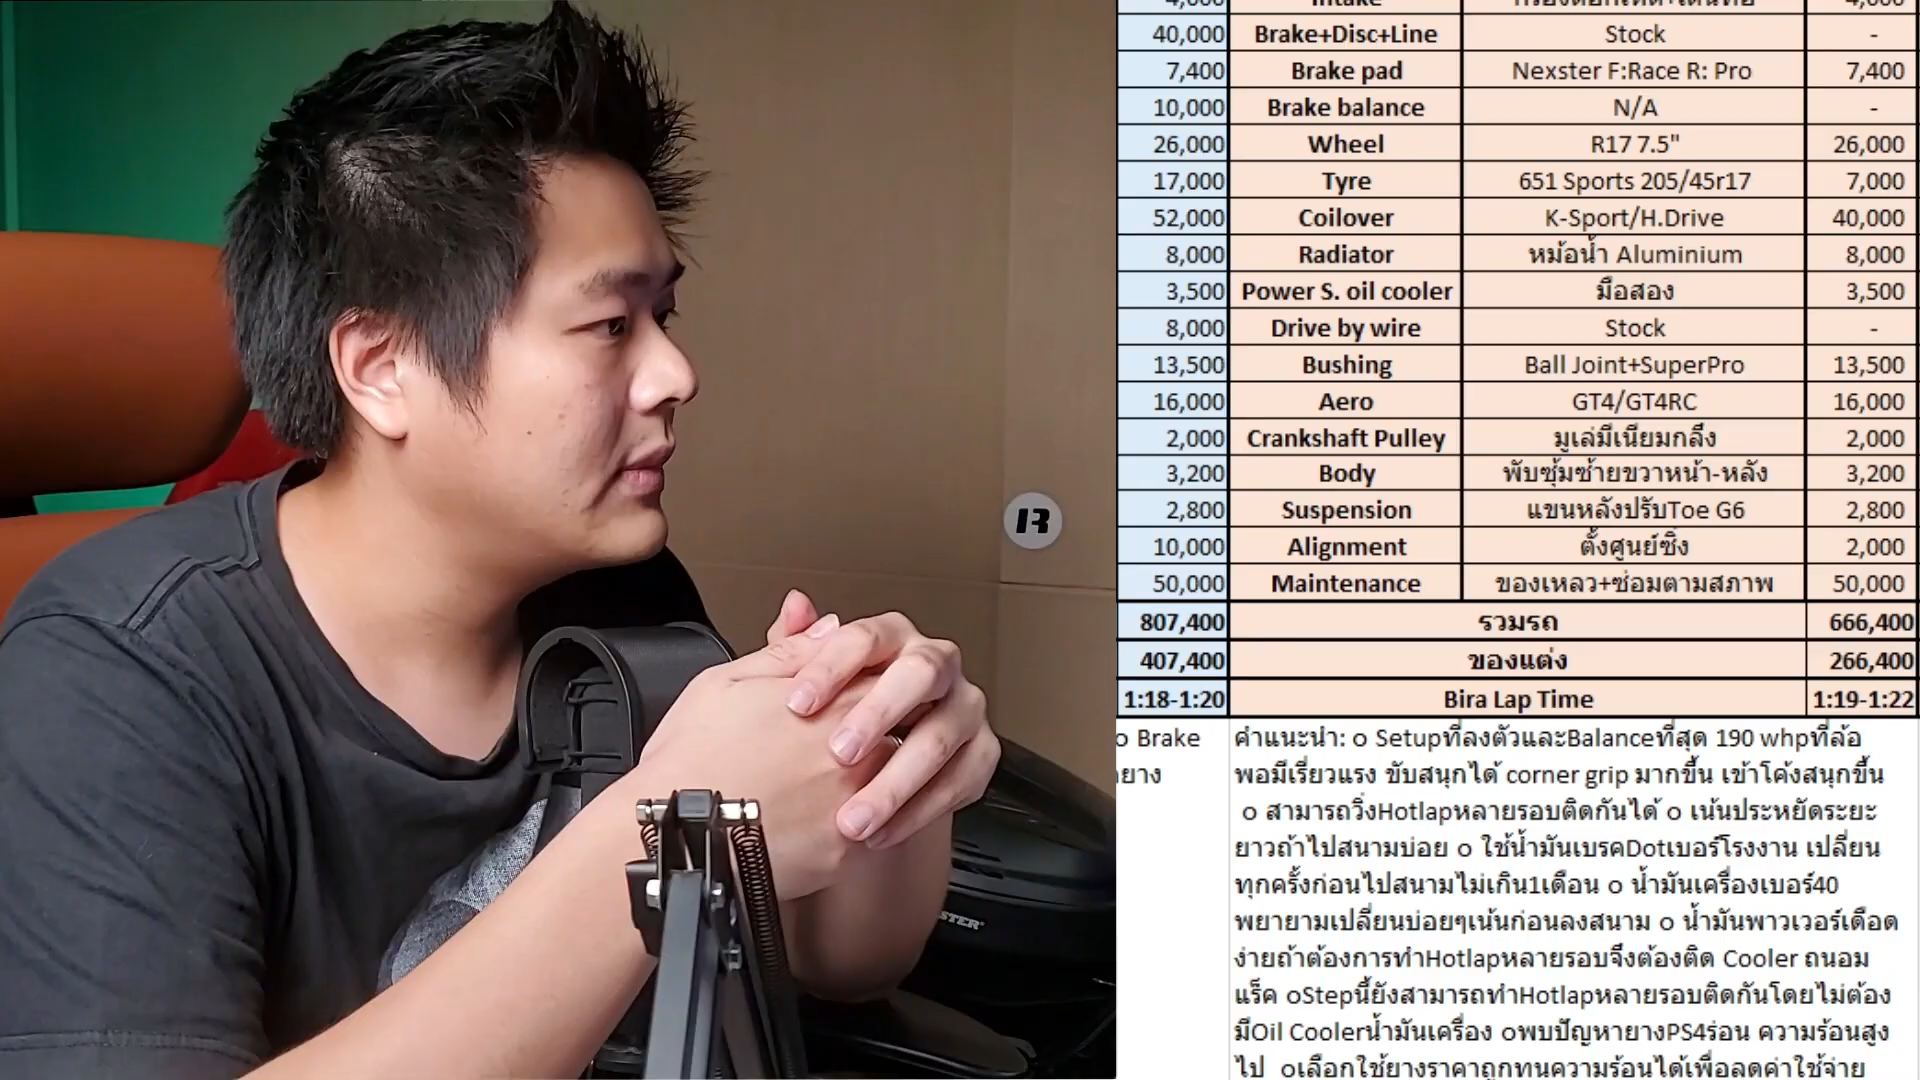 4,000 Intake 4,000
40,000 Brake+Disc+Line Stock -
7,400 Brake pad Nexster F:Race R: Pro 7,400
10,000 Brake balance N/A -
26,000 Wheel R17 7.5" 26,000
17,000 Tyre 651 Sports 205/45r17 7,000
52,000 Coilover K-Sport/H.Drive 40,000
8,000 Radiator หม้อน้ำ Aluminium 8,000
3,500 Power S. oil cooler มือสอง 3,500
8,000 Drive by wire Stock -
13,500 Bushing Ball Joint+SuperPro 13,500
16,000 Aero GT4/GT4RC 16,000
2,000 Crankshaft Pulley มูเล่มีเนียมกลึง 2,000
3,200 Body พับซุ้มซ้ายขวาหน้า-หลัง 3,200
2,800 Suspension แขนหลังปรับToe G6 2,800
10,000 Alignment ตั้งศูนย์ซิ่ง 2,000
50,000 Maintenance ของเหลว+ซ่อมตามสภาพ 50,000
807,400 รวมรถ 666,400
407,400 ของแต่ง 266,400
1:18-1:20 Bira Lap Time 1:19-1:22
o Brake คำแนะนำ: o Setupที่ลงตัวและBalanceที่สุด 190 whpที่ล้อ
ยาง พอมีเรี่ยวแรง ขับสนุกได้ corner grip มากขึ้น เข้าโค้งสนุกขึ้น
o สามารถวิ่งHotlapหลายรอบติดกันได้ o เน้นประหยัดระยะ
ยาวถ้าไปสนามบ่อย o ใช้น้ำมันเบรคDotเบอร์โรงงาน เปลี่ยน
ทุกครั้งก่อนไปสนามไม่เกิน1เดือน o น้ำมันเครื่องเบอร์40
พยายามเปลี่ยนบ่อยๆเน้นก่อนลงสนาม o น้ำมันพาวเวอร์เดือด
ง่ายถ้าต้องการทำHotlapหลายรอบจึงต้องติด Cooler ถนอม
แร็ค oStepนี้ยังสามารถทำHotlapหลายรอบติดกันโดยไม่ต้อง
มีOil Coolerน้ำมันเครื่อง oพบปัญหายางPS4ร่อน ความร้อนสูง
ไป oเลือกใช้ยางราคาถูกทนความร้อนได้เพื่อลดค่าใช้จ่าย